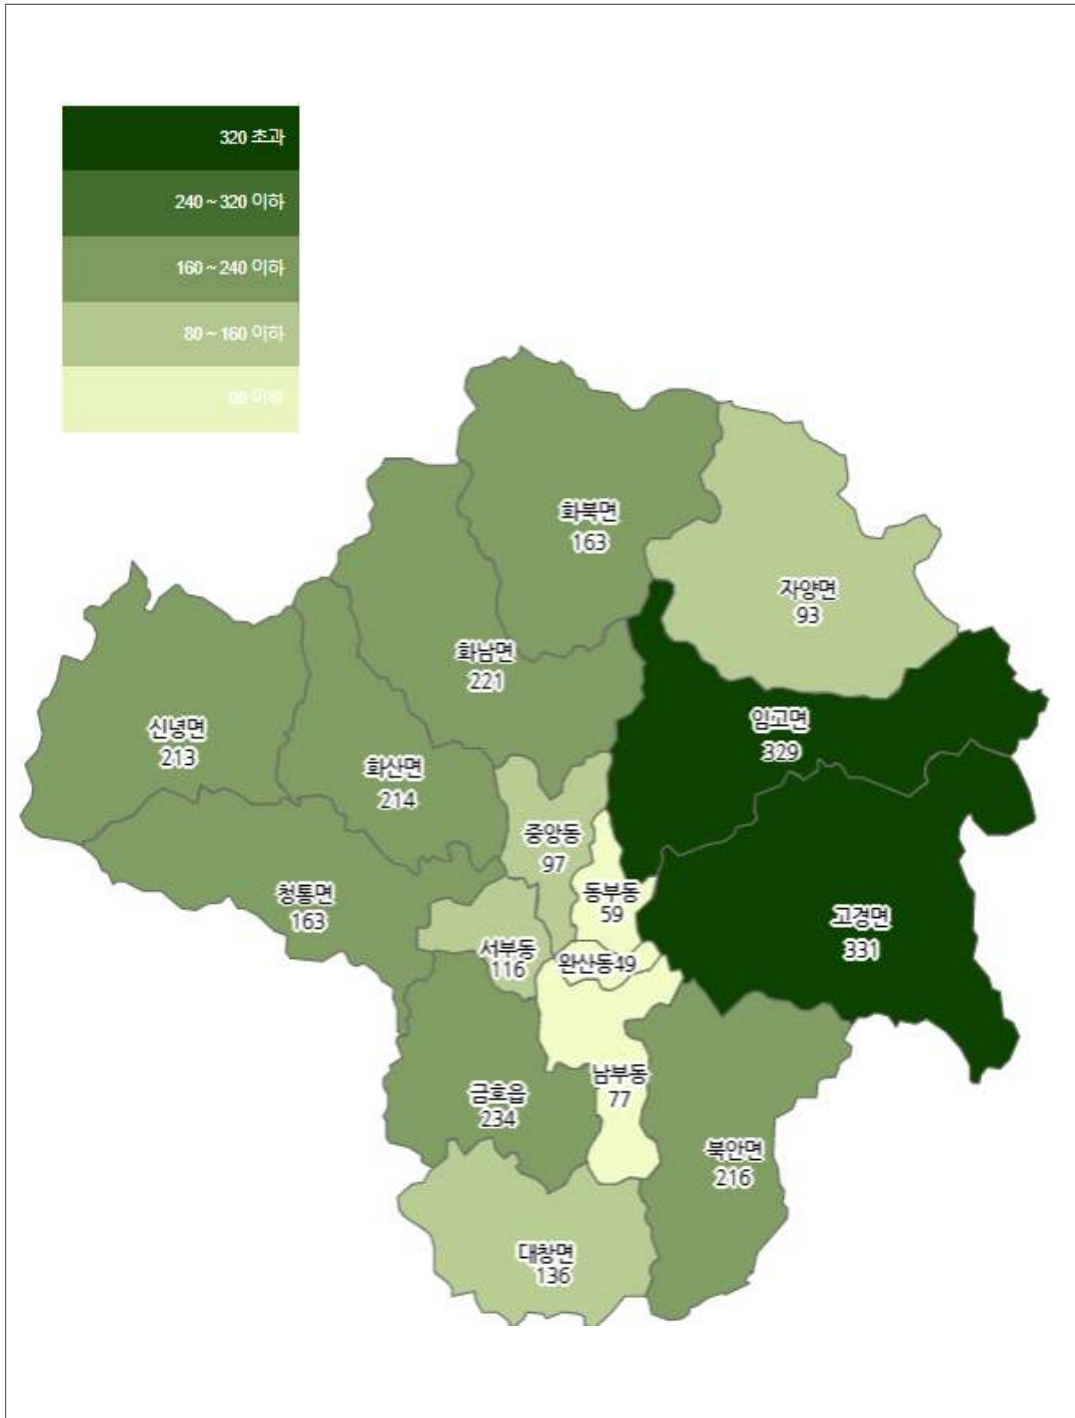 320 초과
240 ~ 320 이하
160 ~ 240 이하
80 ~ 160 이하
80 이하
화북면
163
자양면
93
화남면
221
임고면
329
신녕면
213
화산면
214
중앙동
97
동부동
59
청통면
163
고경면
331
서부동
116
완산동49
남부동
77
금호읍
234
북안면
216
대창면
136